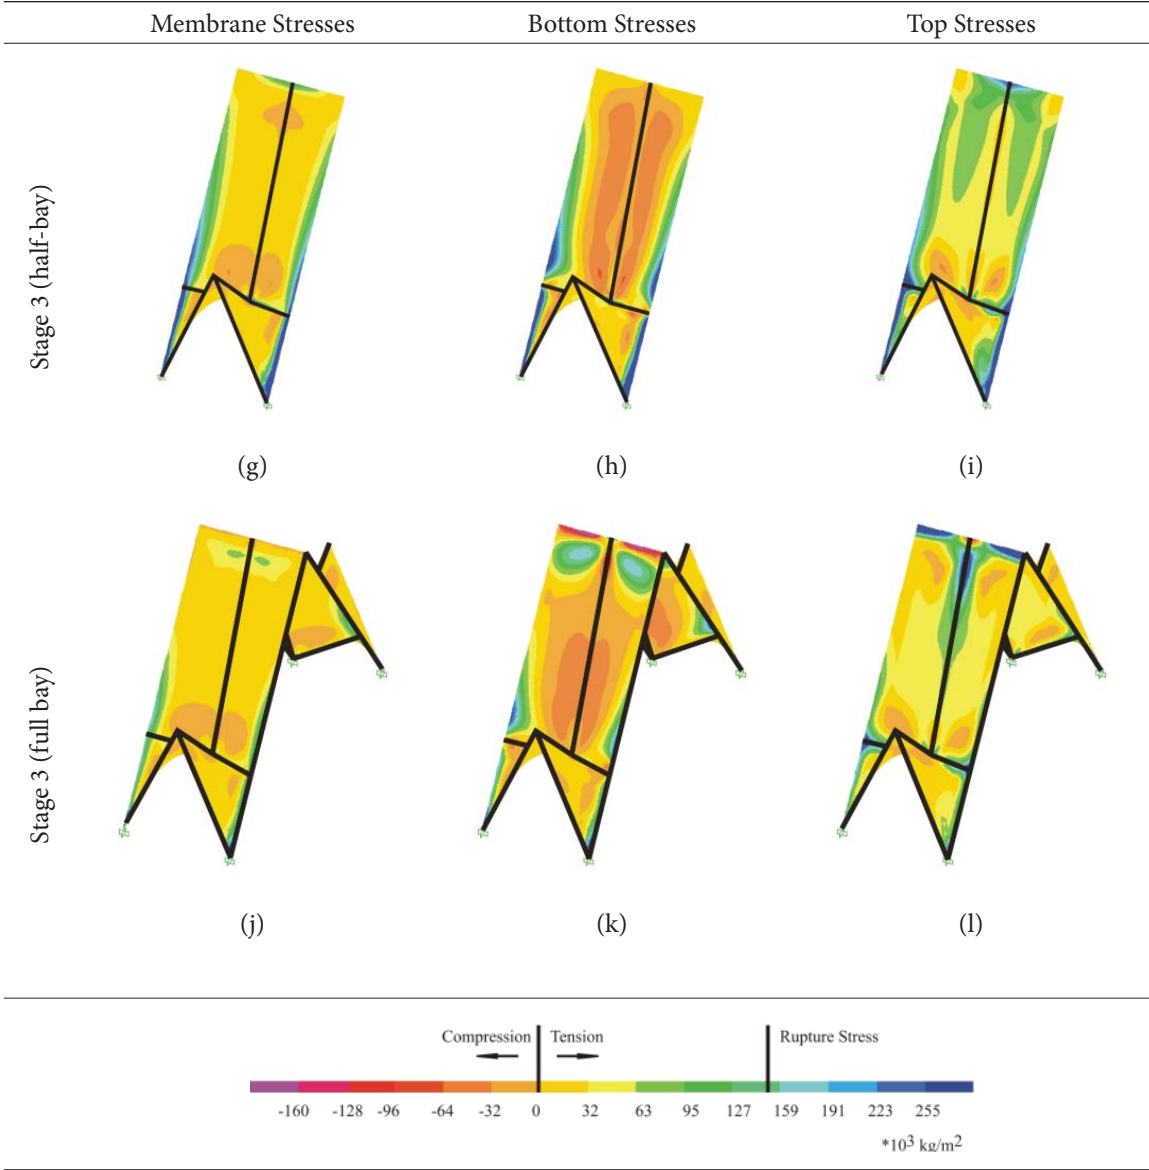 Membrane Stresses Bottom Stresses Top Stresses
Stage 3 (half-bay)
(g) (h) (i)
Stage 3 (full bay)
(j) (k) (l)
Compression Tension Rupture Stress
-160 -128 -96 -64 -32 0 32 63 95 127 159 191 223 255
*10³ kg/m²